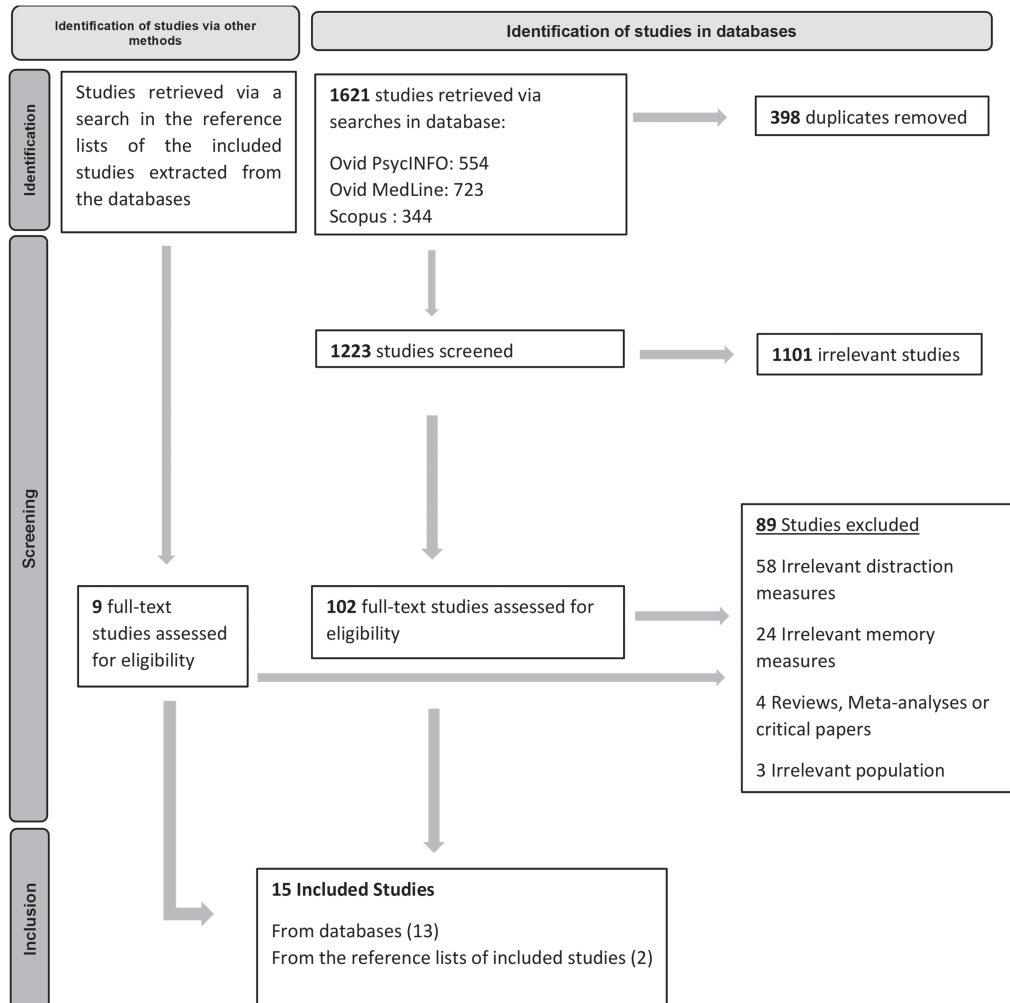 Identification of studies via other
methods
Identification of studies in databases
Identification
Studies retrieved via a
search in the reference
lists of the included
studies extracted from
the databases
1621 studies retrieved via
searches in database:
Ovid PsycINFO: 554
Ovid MedLine: 723
Scopus : 344
398 duplicates removed
Screening
1223 studies screened
1101 irrelevant studies
9 full-text
studies assessed
for eligibility
102 full-text studies assessed for
eligibility
89 Studies excluded
58 Irrelevant distraction
measures
24 Irrelevant memory
measures
4 Reviews, Meta-analyses or
critical papers
3 Irrelevant population
Inclusion
15 Included Studies
From databases (13)
From the reference lists of included studies (2)